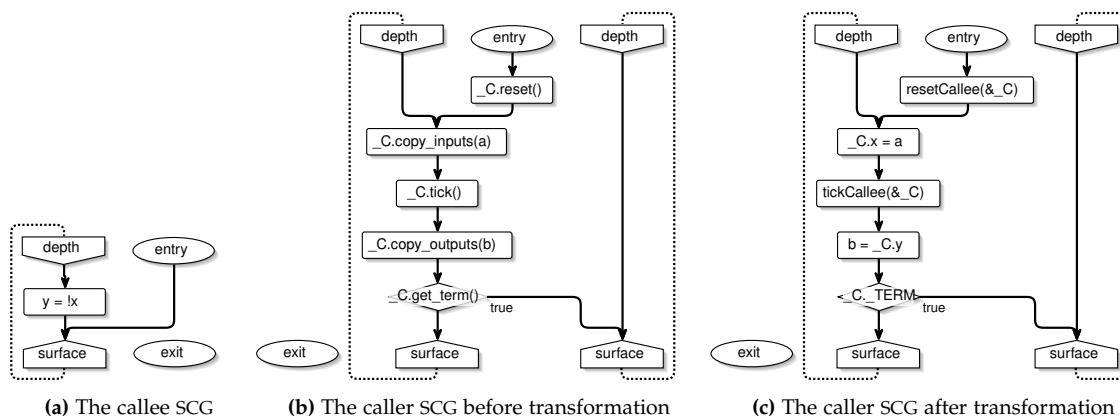 depth
entry
y = !x
surface
exit
(a) The callee SCG
depth
entry
depth
_C.reset()
_C.copy_inputs(a)
_C.tick()
_C.copy_outputs(b)
_C.get_term()
true
exit
surface
surface
(b) The caller SCG before transformation
depth
entry
depth
resetCallee(&_C)
_C.x = a
tickCallee(&_C)
b = _C.y
_C._TERM
true
exit
surface
surface
(c) The caller SCG after transformation